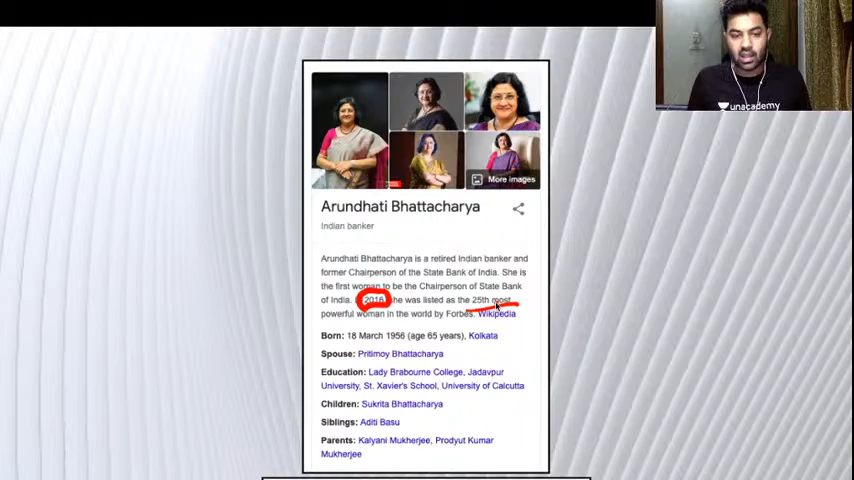 unacademy
More images
Arundhati Bhattacharya
Indian banker
Arundhati Bhattacharya is a retired Indian banker and
former Chairperson of the State Bank of India. She is
the first woman to be the Chairperson of State Bank
of India. 2016, she was listed as the 25th most
powerful woman in the world by Forbes. Wikipedia
Born: 18 March 1956 (age 65 years), Kolkata
Spouse: Pritimoy Bhattacharya
Education: Lady Brabourne College, Jadavpur
University, St. Xavier's School, University of Calcutta
Children: Sukrita Bhattacharya
Siblings: Aditi Basu
Parents: Kalyani Mukherjee, Prodyut Kumar
Mukherjee